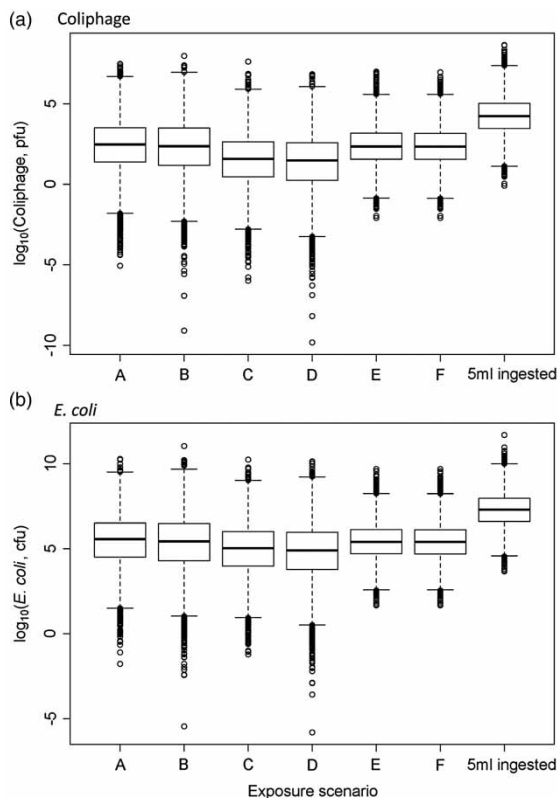 (a) Coliphage
log₁₀(Coliphage, pfu)
5
0
-5
-10
A B C D E F 5ml ingested
(b) E. coli
log₁₀(E. coli, cfu)
10
5
0
-5
A B C D E F 5ml ingested
Exposure scenario